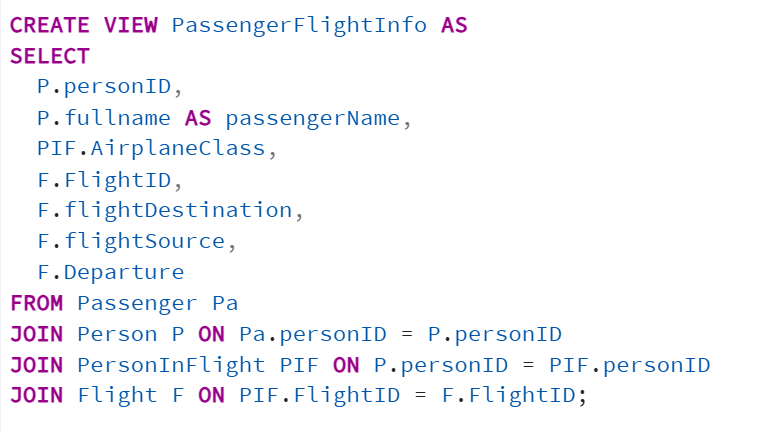 CREATE VIEW PassengerFlightInfo AS
SELECT
  P.personID,
  P.fullname AS passengerName,
  PIF.AirplaneClass,
  F.FlightID,
  F.flightDestination,
  F.flightSource,
  F.Departure
FROM Passenger Pa
JOIN Person P ON Pa.personID = P.personID
JOIN PersonInFlight PIF ON P.personID = PIF.personID
JOIN Flight F ON PIF.FlightID = F.FlightID;